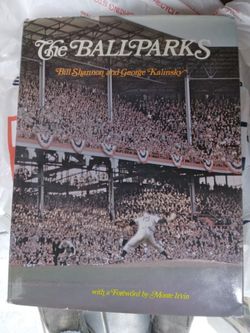 The BALLPARKS
Bill Shannon and George Kalinsky
with a Foreword by Monte Irvin